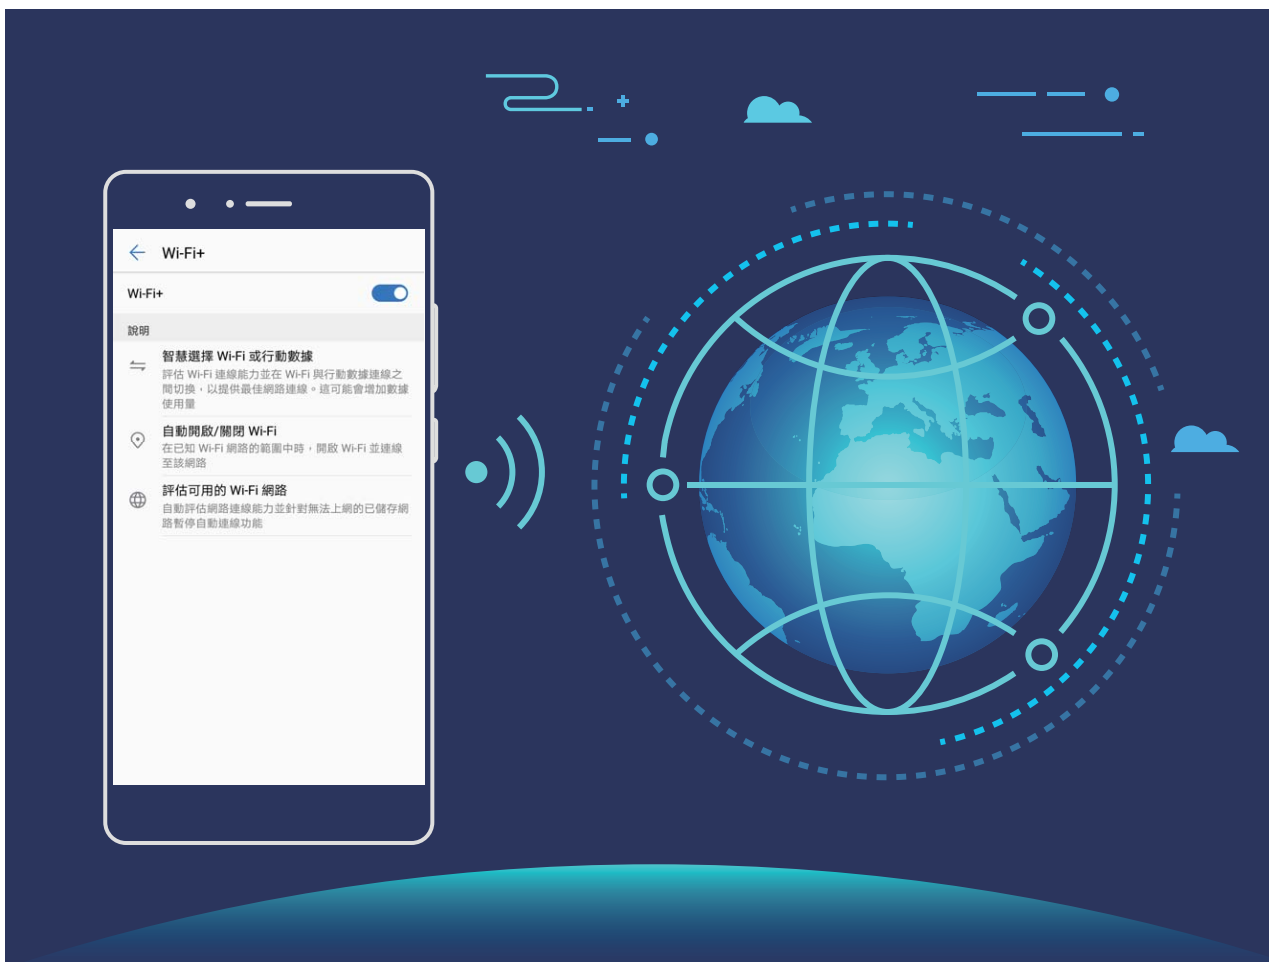 Wi-Fi+
Wi-Fi+
說明
智慧選擇 Wi-Fi 或行動數據
評估 Wi-Fi 連線能力並在 Wi-Fi 與行動數據連線之
間切換，以提供最佳網路連線。這可能會增加數據
使用量
自動開啟/關閉 Wi-Fi
在已知 Wi-Fi 網路的範圍中時，開啟 Wi-Fi 並連線
至該網路
評估可用的 Wi-Fi 網路
自動評估網路連線能力並針對無法上網的已儲存網
路暫停自動連線功能